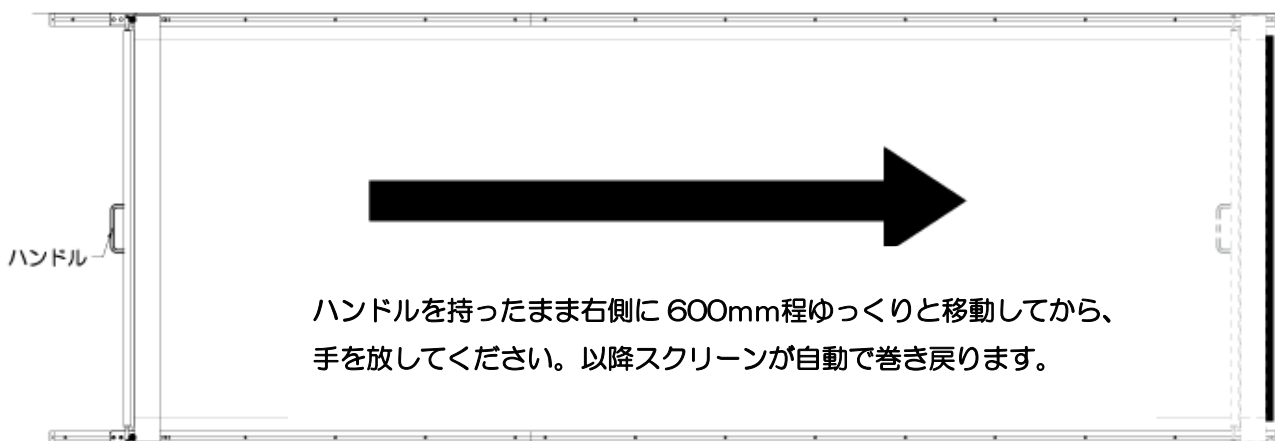 ハンドル
ハンドルを持ったまま右側に 600mm程ゆっくりと移動してから、
手を放してください。以降スクリーンが自動で巻き戻ります。